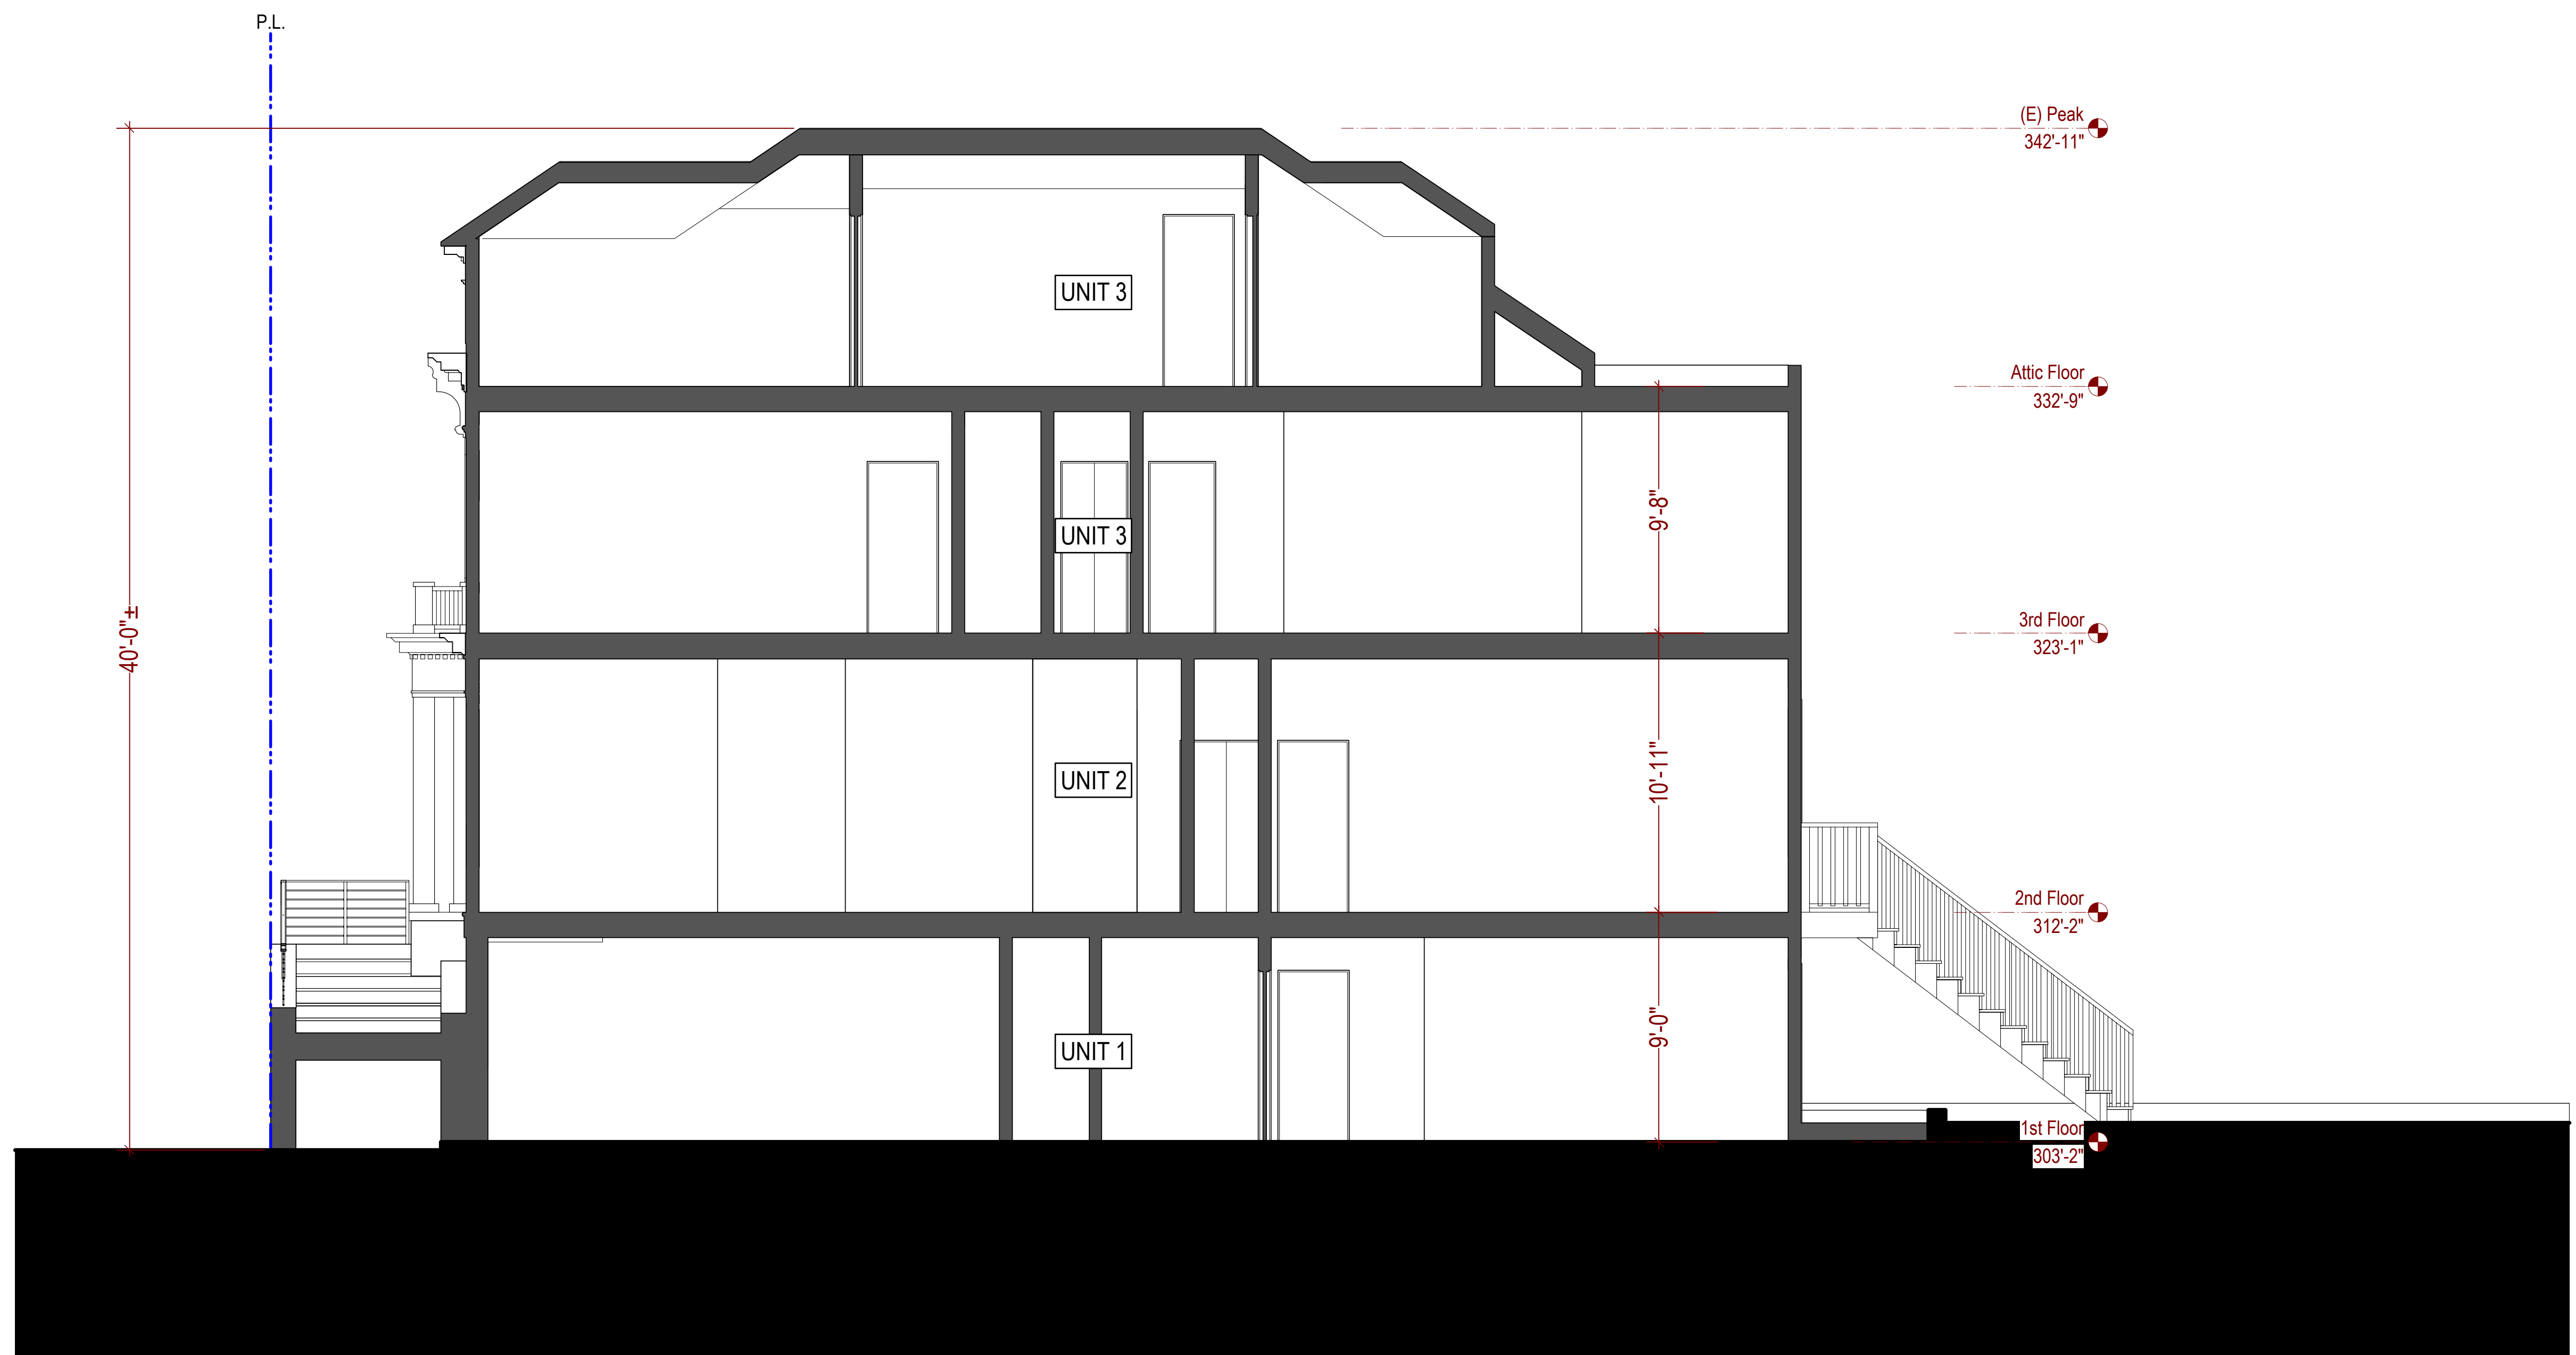 P.L.
(E) Peak
342'-11"
UNIT 3
Attic Floor
332'-9"
9'-8"
UNIT 3
40'-0"±
3rd Floor
323'-1"
10'-11"
UNIT 2
2nd Floor
312'-2"
9'-0"
UNIT 1
1st Floor
303'-2"